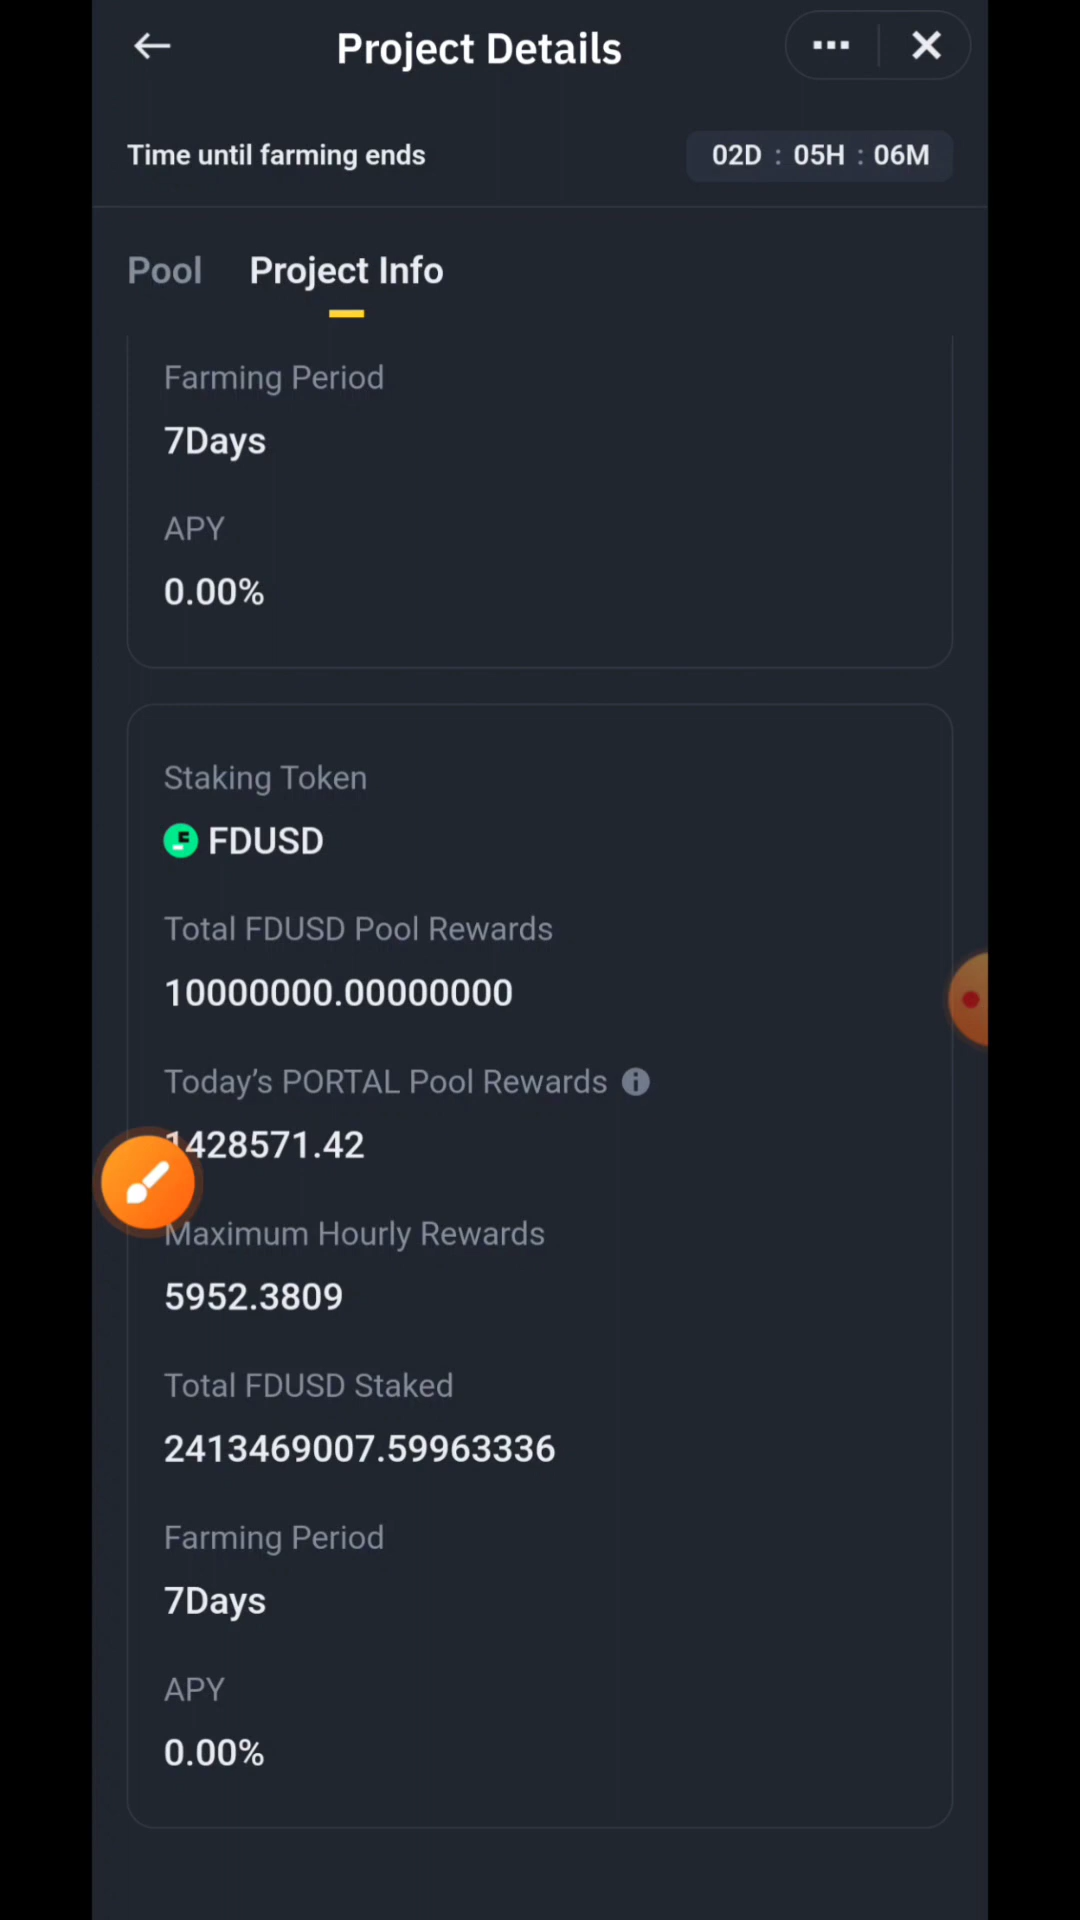 Project Details
Time until farming ends
02D : 05H : 06M
Pool Project Info
Farming Period
7Days
APY
0.00%
Staking Token
FDUSD
Total FDUSD Pool Rewards
10000000.00000000
Today's PORTAL Pool Rewards
1428571.42
Maximum Hourly Rewards
5952.3809
Total FDUSD Staked
2413469007.59963336
Farming Period
7Days
APY
0.00%